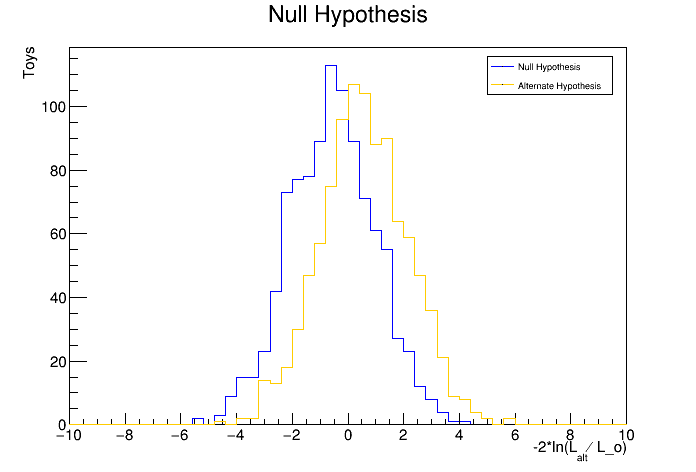 Null Hypothesis
Toys
Null Hypothesis
Alternate Hypothesis
100
80
60
40
20
0
−10 −8 −6 −4 −2 0 2 4 6 8 10
-2*ln(L_alt/ L_o)